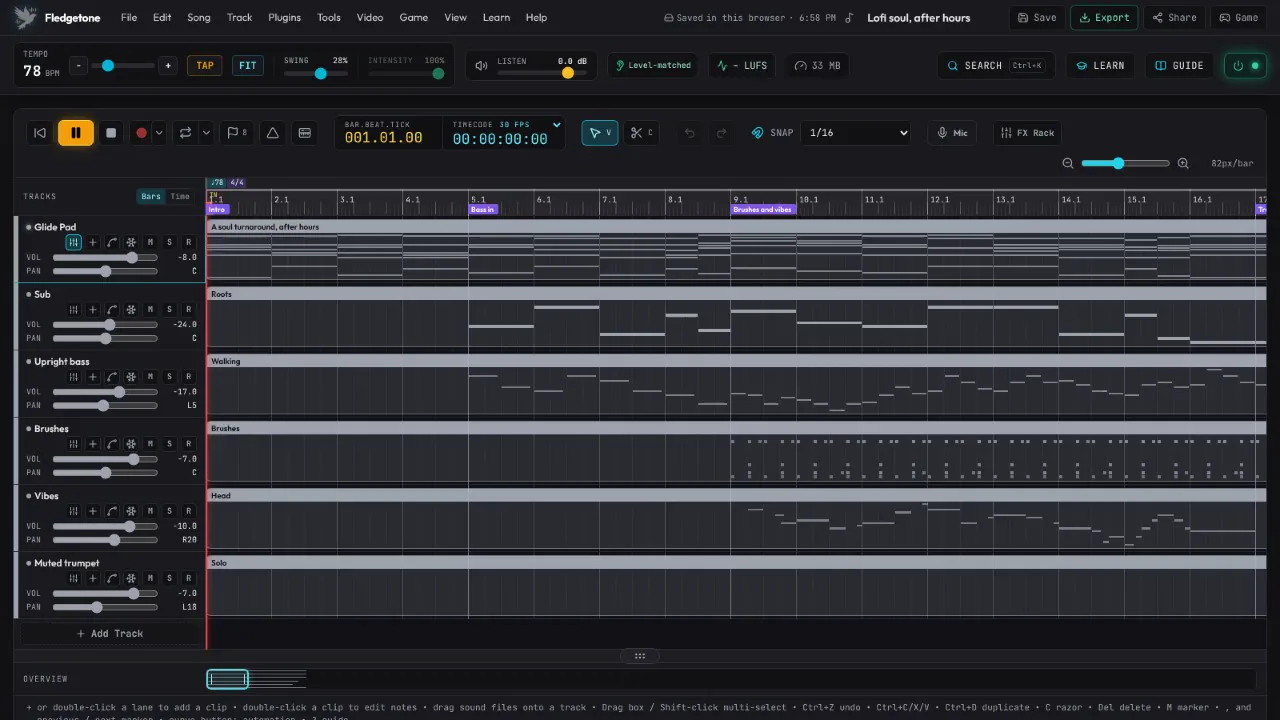 Fledgetone File Edit Song Track Plugins Tools Video Game View Learn Help Saved in this browser · 6:58 PM Lofi soul, after hours Save Export Share Game
TEMPO
78 BPM - + TAP FIT SWING 28% INTENSITY 100% LISTEN 0.0 dB Level-matched - LUFS 33 MB SEARCH Ctrl+K LEARN GUIDE
8 BAR.BEAT.TICK 001.01.00 TIMECODE 30 FPS 00:00:00:00 V C SNAP 1/16 Mic FX Rack
82px/bar
♩78 4/4
TRACKS Bars Time
IN
1.1 2.1 3.1 4.1 5.1 6.1 7.1 8.1 9.1 10.1 11.1 12.1 13.1 14.1 15.1 16.1 17
Intro Bass in Brushes and vibes
Glide Pad A soul turnaround, after hours
M S R
VOL -8.0
PAN C
Sub Roots
M S R
VOL -24.0
PAN C
Upright bass Walking
M S R
VOL -17.0
PAN L5
Brushes Brushes
M S R
VOL -7.0
PAN C
Vibes Head
M S R
VOL -10.0
PAN R20
Muted trumpet Solo
M S R
VOL -7.0
PAN L18
+ Add Track
OVERVIEW
+ or double-click a lane to add a clip • double-click a clip to edit notes • drag sound files onto a track • Drag box / Shift-click multi-select • Ctrl+Z undo • Ctrl+C/X/V • Ctrl+D duplicate • C razor • Del delete • M marker • , and